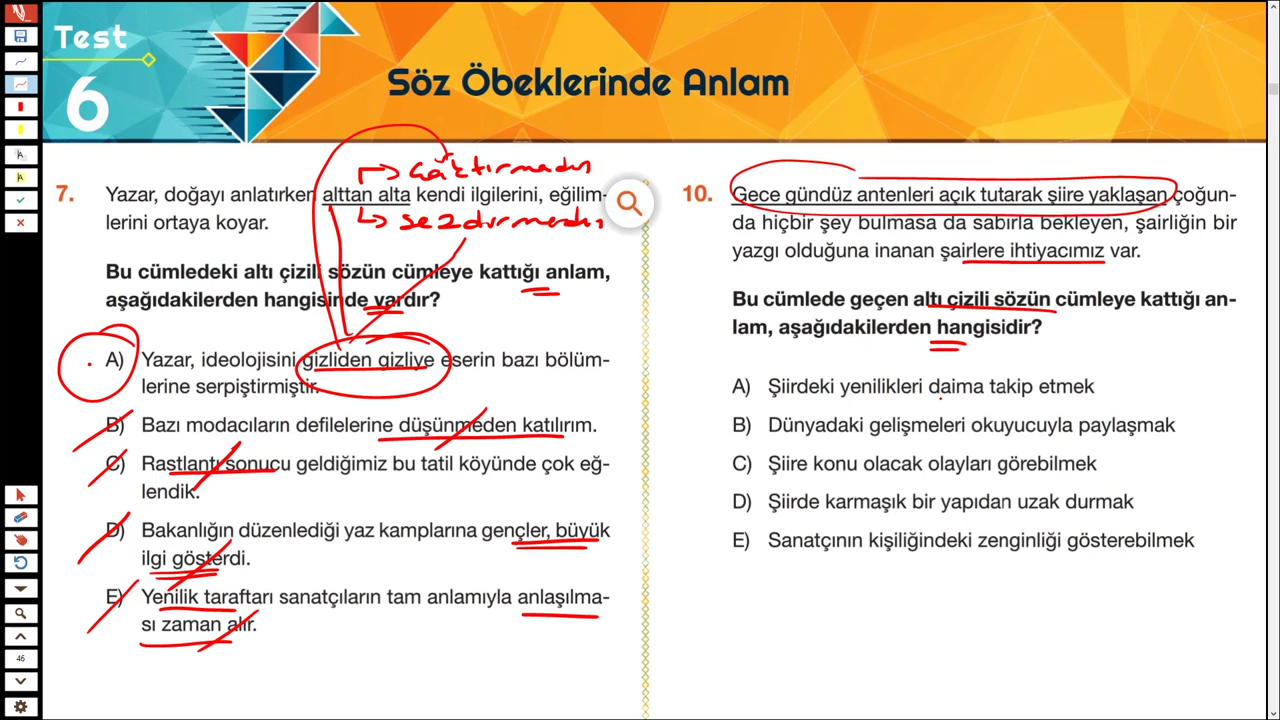 Test
6
Söz Öbeklerinde Anlam
7. Yazar, doğayı anlatırken alttan alta kendi ilgilerini, eğilim-
lerini ortaya koyar.
sezdirmeden
Bu cümledeki altı çizili sözün cümleye kattığı anlam,
aşağıdakilerden hangisinde vardır?
A) Yazar, ideolojisini gizliden gizliye eserin bazı bölüm-
lerine serpiştirmiştir.
B) Bazı modacıların defilelerine düşünmeden katılırım.
C) Rastlantı sonucu geldiğimiz bu tatil köyünde çok eğ-
lendik.
D) Bakanlığın düzenlediği yaz kamplarına gençler, büyük
ilgi gösterdi.
E) Yenilik taraftarı sanatçıların tam anlamıyla anlaşılma-
sı zaman alır.
10. Gece gündüz antenleri açık tutarak şiire yaklaşan çoğun-
da hiçbir şey bulmasa da sabırla bekleyen, şairliğin bir
yazgı olduğuna inanan şairlere ihtiyacımız var.
Bu cümlede geçen altı çizili sözün cümleye kattığı an-
lam, aşağıdakilerden hangisidir?
A) Şiirdeki yenilikleri daima takip etmek
B) Dünyadaki gelişmeleri okuyucuyla paylaşmak
C) Şiire konu olacak olayları görebilmek
D) Şiirde karmaşık bir yapıdan uzak durmak
E) Sanatçının kişiliğindeki zenginliği gösterebilmek
46